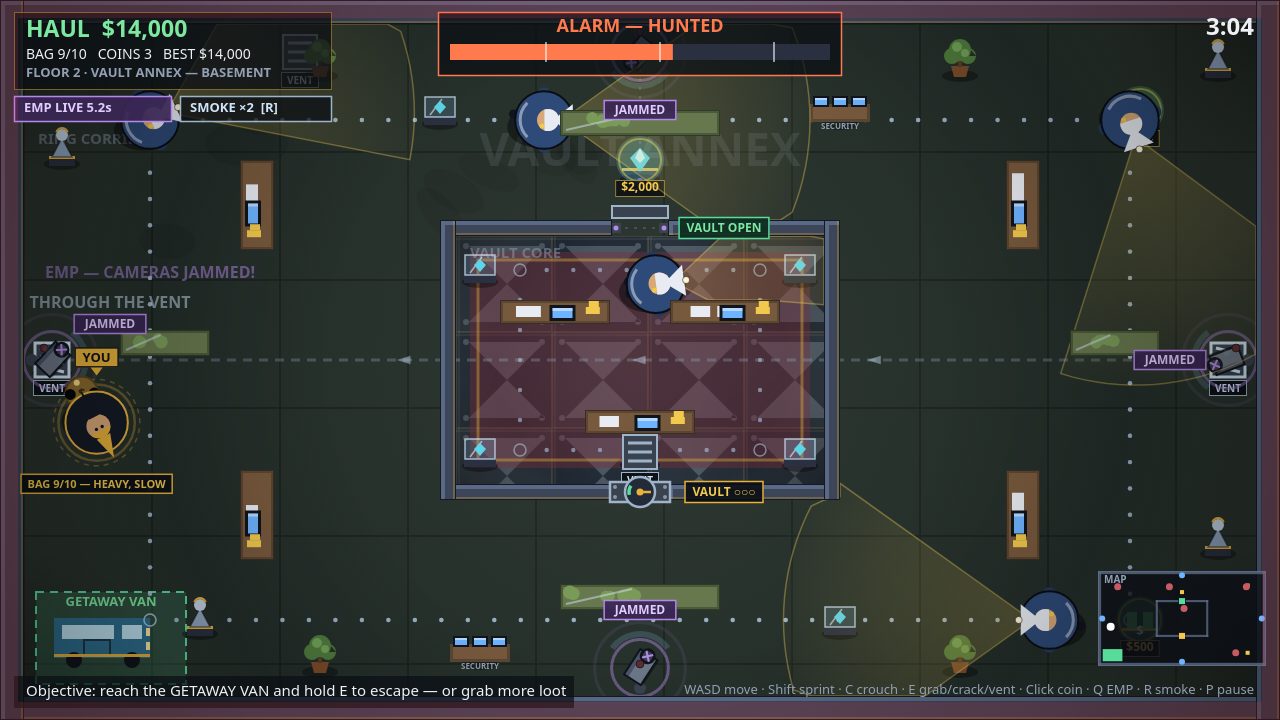 HAUL $14,000
BAG 9/10 COINS 3 BEST $14,000
FLOOR 2 · VAULT ANNEX — BASEMENT
EMP LIVE 5.2s
SMOKE ×2 [R]
ALARM — HUNTED
3:04
VENT
JAMMED
SECURITY
VAULT ANNEX
$2,000
VAULT OPEN
VAULT CORE
EMP — CAMERAS JAMMED!
THROUGH THE VENT
JAMMED
YOU
VENT
JAMMED
VENT
BAG 9/10 — HEAVY, SLOW
VENT
VAULT ○○○
GETAWAY VAN
JAMMED
SECURITY
MAP
$
$500
Objective: reach the GETAWAY VAN and hold E to escape — or grab more loot
WASD move · Shift sprint · C crouch · E grab/crack/vent · Click coin · Q EMP · R smoke · P pause